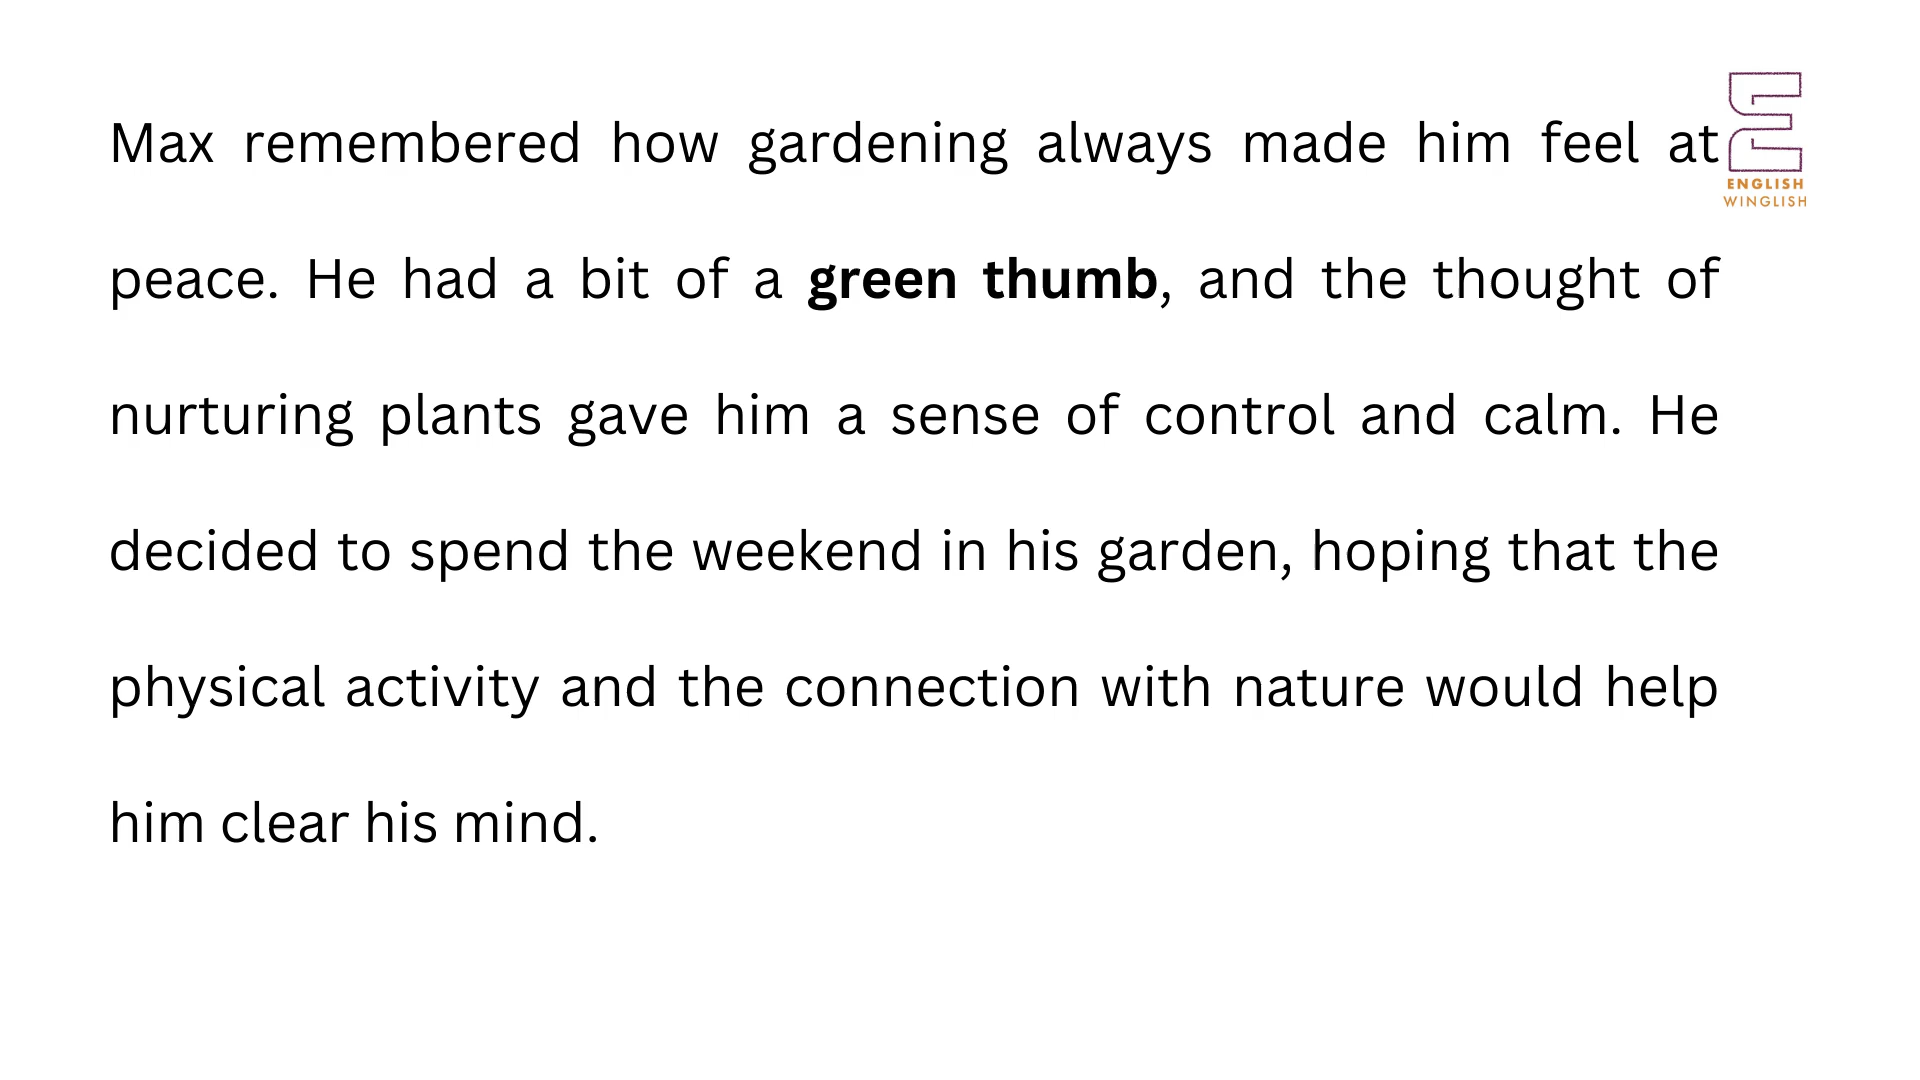 Max remembered how gardening always made him feel at
peace. He had a bit of a green thumb, and the thought of
nurturing plants gave him a sense of control and calm. He
decided to spend the weekend in his garden, hoping that the
physical activity and the connection with nature would help
him clear his mind.
ENGLISH
WINGLISH